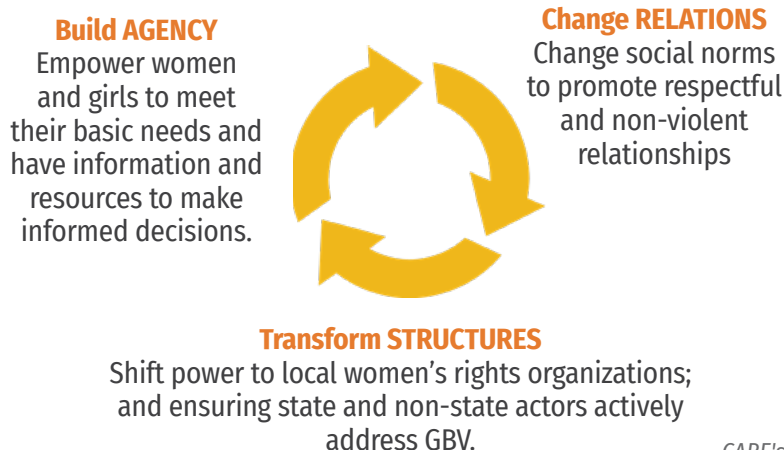 Build AGENCY
Empower women
and girls to meet
their basic needs and
have information and
resources to make
informed decisions.
Change RELATIONS
Change social norms
to promote respectful
and non-violent
relationships
Transform STRUCTURES
Shift power to local women’s rights organizations;
and ensuring state and non-state actors actively
address GBV.